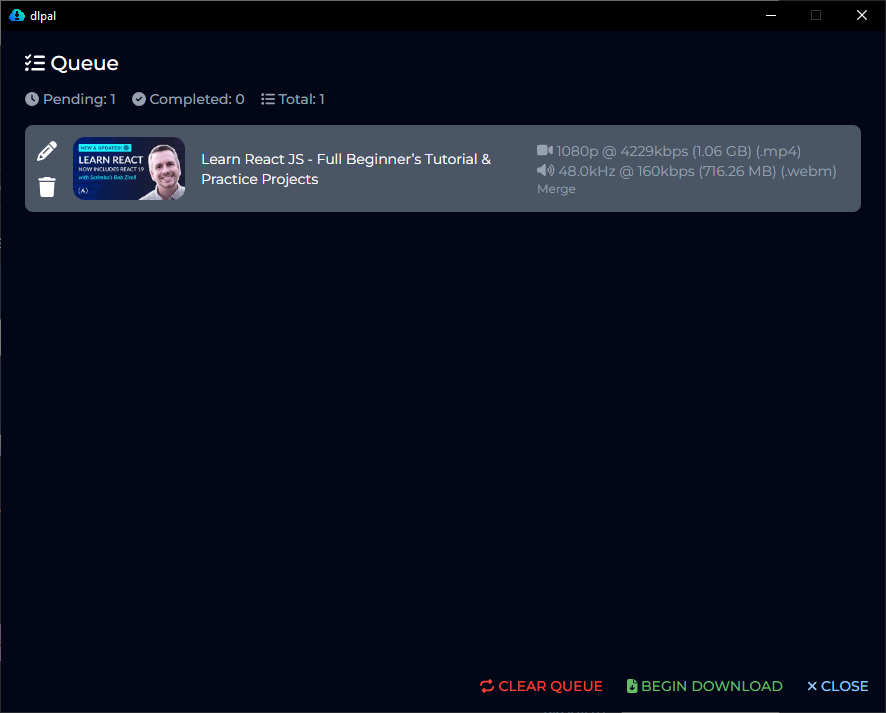 dlpal
Queue
Pending: 1 Completed: 0 Total: 1
NEW & UPDATED!
LEARN REACT
NOW INCLUDES REACT 19
with Scrimba's Bob Ziroll
Learn React JS - Full Beginner’s Tutorial &
Practice Projects
1080p @ 4229kbps (1.06 GB) (.mp4)
48.0kHz @ 160kbps (716.26 MB) (.webm)
Merge
CLEAR QUEUE BEGIN DOWNLOAD CLOSE